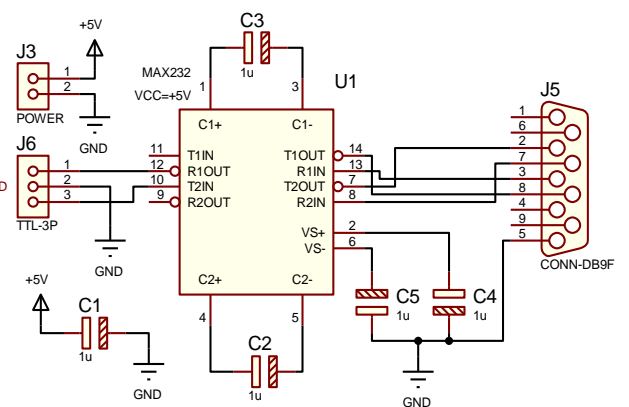 C3
+5V
J3
1u
MAX232
U1
1
2
POWER
VCC=+5V
1
3
J5
GND
C1+
C1-
1
6
2
7
3
8
4
9
5
CONN-DB9F
J6
1
2
3
TTL-3P
D
11
12
10
9
T1IN
R1OUT
T2IN
R2OUT
T1OUT
R1IN
T2OUT
R2IN
14
13
7
8
VS+
VS-
2
6
GND
C2+
C2-
4
5
+5V
C1
1u
GND
C2
1u
C5
1u
C4
1u
GND